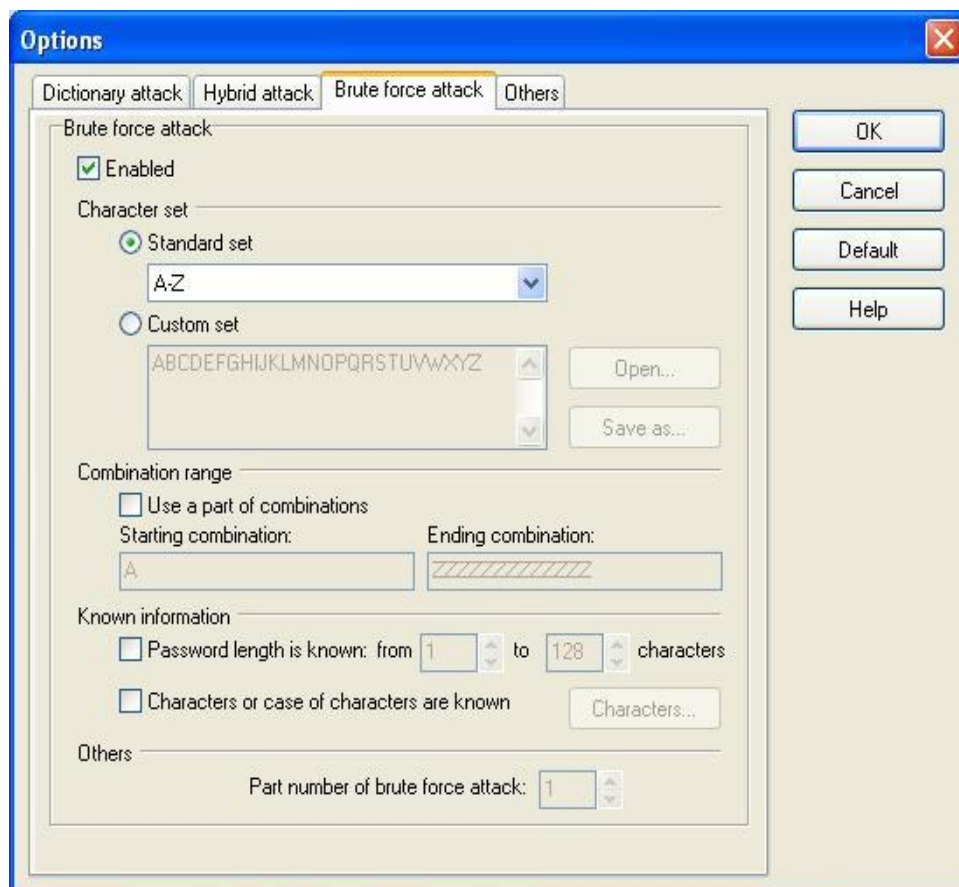 Options
Dictionary attack Hybrid attack Brute force attack Others
Brute force attack
Enabled
Character set
Standard set
A-Z
Custom set
ABCDEFGHIJKLMNOPQRSTUVWXYZ
Open...
Save as...
Combination range
Use a part of combinations
Starting combination: Ending combination:
A ZZZZZZZZZZZZZZ
Known information
Password length is known: from 1 to 128 characters
Characters or case of characters are known Characters...
Others
Part number of brute force attack: 1
OK
Cancel
Default
Help